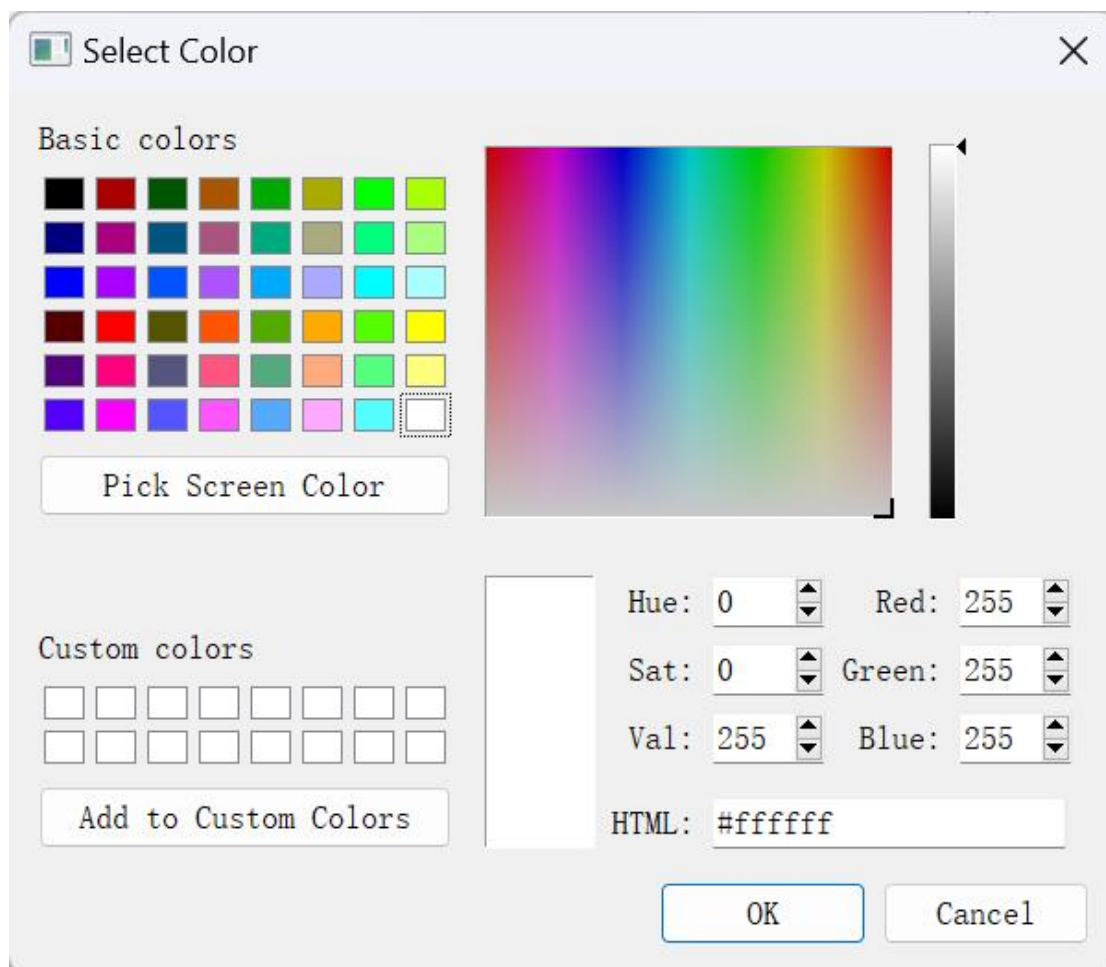 Select Color
Basic colors
Pick Screen Color
Custom colors
Add to Custom Colors
Hue: 0 Red: 255
Sat: 0 Green: 255
Val: 255 Blue: 255
HTML: #ffffff
OK Cancel